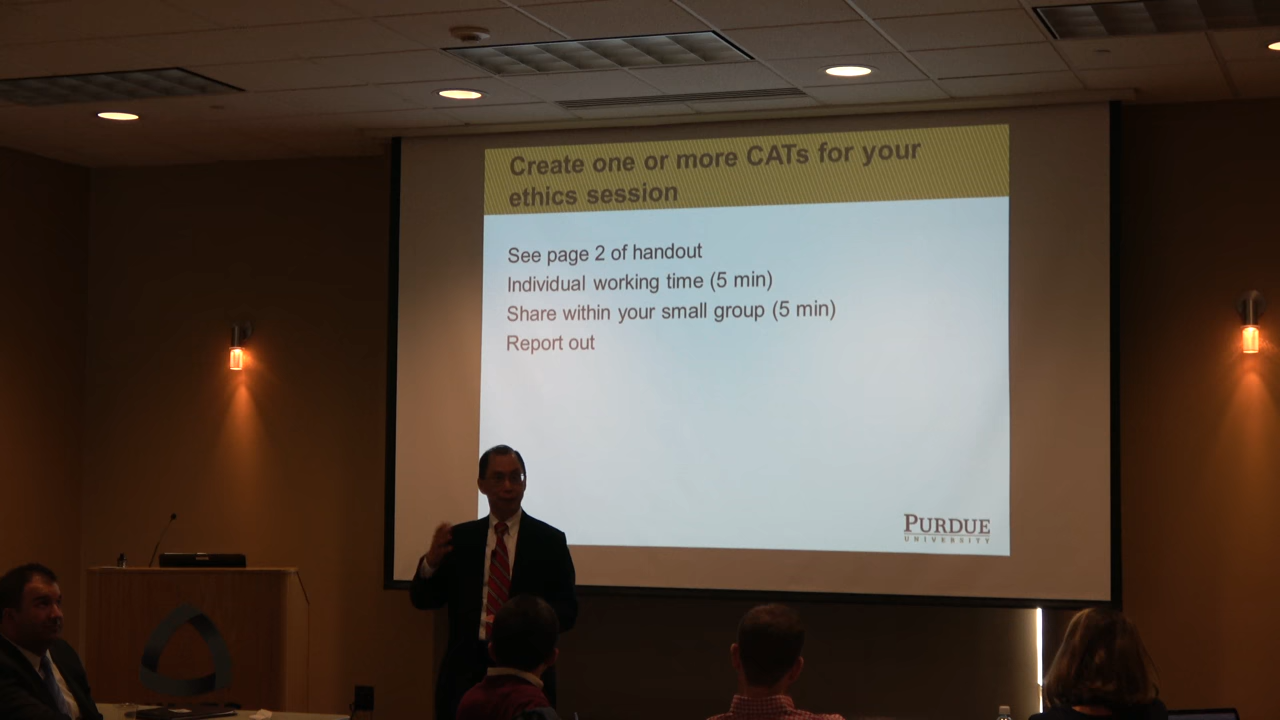 Create one or more CATs for your
ethics session
See page 2 of handout
Individual working time (5 min)
Share within your small group (5 min)
Report out
PURDUE
UNIVERSITY